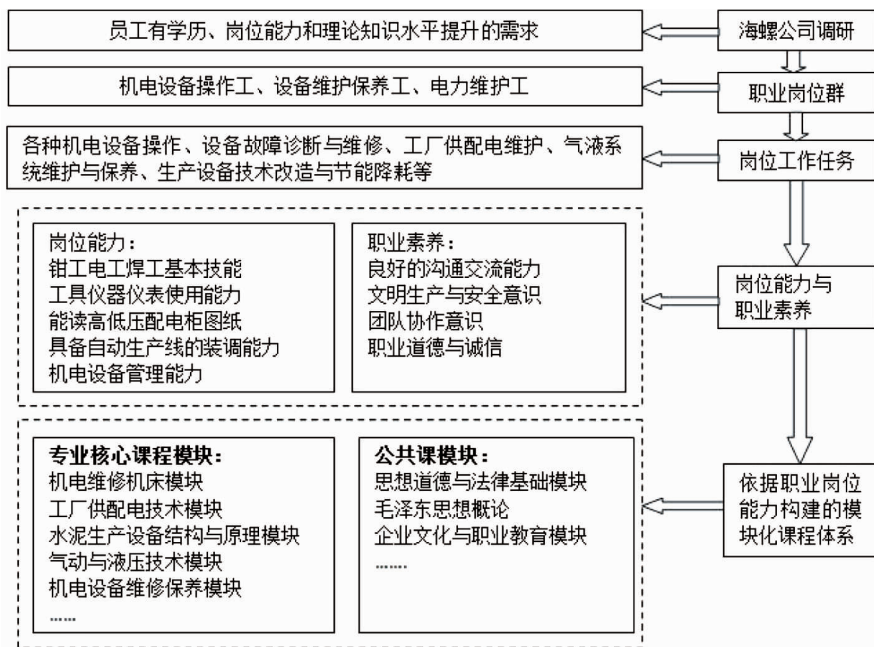 员工有学历、岗位能力和理论知识水平提升的需求
海螺公司调研
机电设备操作工、设备维护保养工、电力维护工
职业岗位群
各种机电设备操作、设备故障诊断与维修、工厂供配电维护、气液系
统维护与保养、生产设备技术改造与节能降耗等
岗位工作任务
岗位能力：
钳工电工焊工基本技能
工具仪器仪表使用能力
能读高低压配电柜图纸
具备自动生产线的装调能力
机电设备管理能力
职业素养：
良好的沟通交流能力
文明生产与安全意识
团队协作意识
职业道德与诚信
岗位能力与
职业素养
专业核心课程模块：
机电维修机床模块
工厂供配电技术模块
水泥生产设备结构与原理模块
气动与液压技术模块
机电设备维修保养模块
……
公共课模块：
思想道德与法律基础模块
毛泽东思想概论
企业文化与职业教育模块
…….
依据职业岗位
能力构建的模
块化课程体系